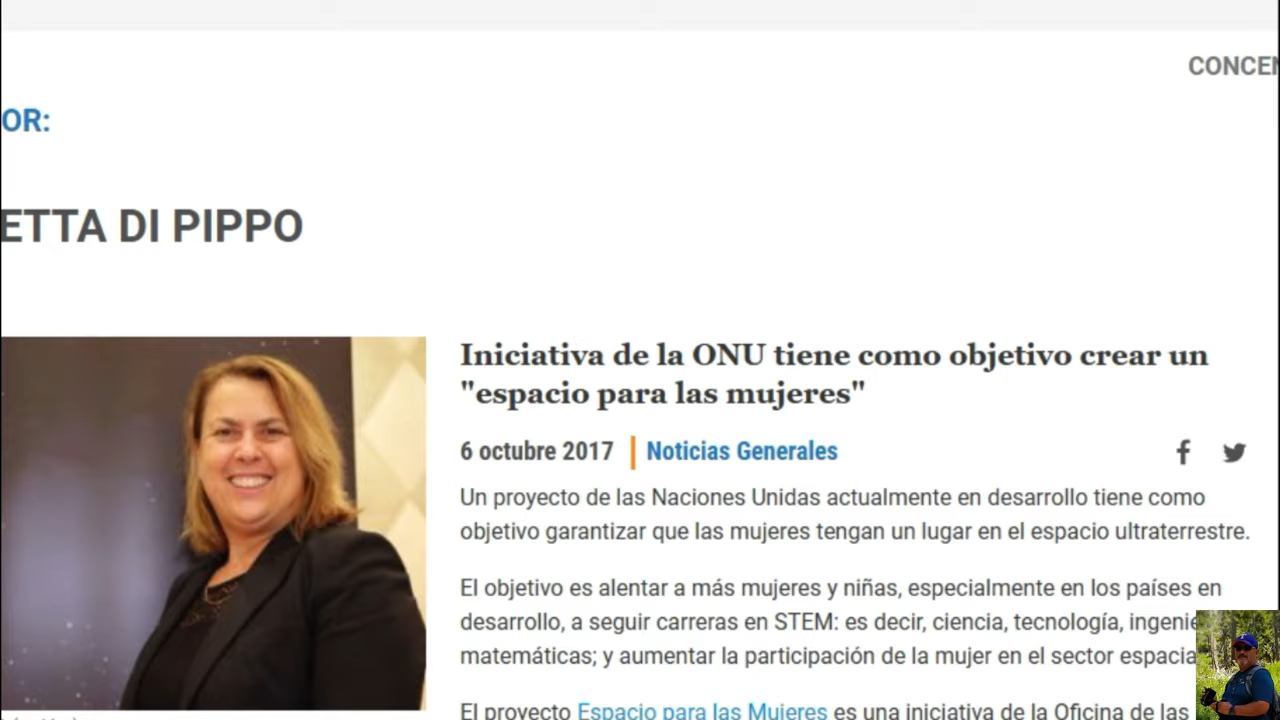 CONCEN
OR:
ETTA DI PIPPO
Iniciativa de la ONU tiene como objetivo crear un
"espacio para las mujeres"
6 octubre 2017 | Noticias Generales
Un proyecto de las Naciones Unidas actualmente en desarrollo tiene como
objetivo garantizar que las mujeres tengan un lugar en el espacio ultraterrestre.
El objetivo es alentar a más mujeres y niñas, especialmente en los países en
desarrollo, a seguir carreras en STEM: es decir, ciencia, tecnología, ingenie
matemáticas; y aumentar la participación de la mujer en el sector espacia
El proyecto Espacio para las Mujeres es una iniciativa de la Oficina de las